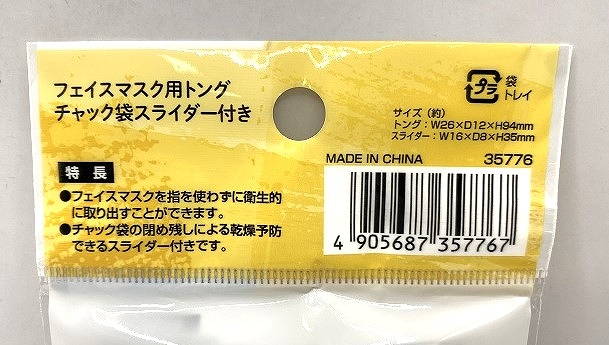 フェイスマスク用トング
チャック袋スライダー付き
特長
●フェイスマスクを指を使わずに衛生的
に取り出すことができます。
●チャック袋の閉め残しによる乾燥予防
できるスライダー付きです。
プラ
袋
トレイ
サイズ（約）
トング：W26×D12×H94mm
スライダー：W16×D8×H35mm
MADE IN CHINA 35776
4 905687 357767